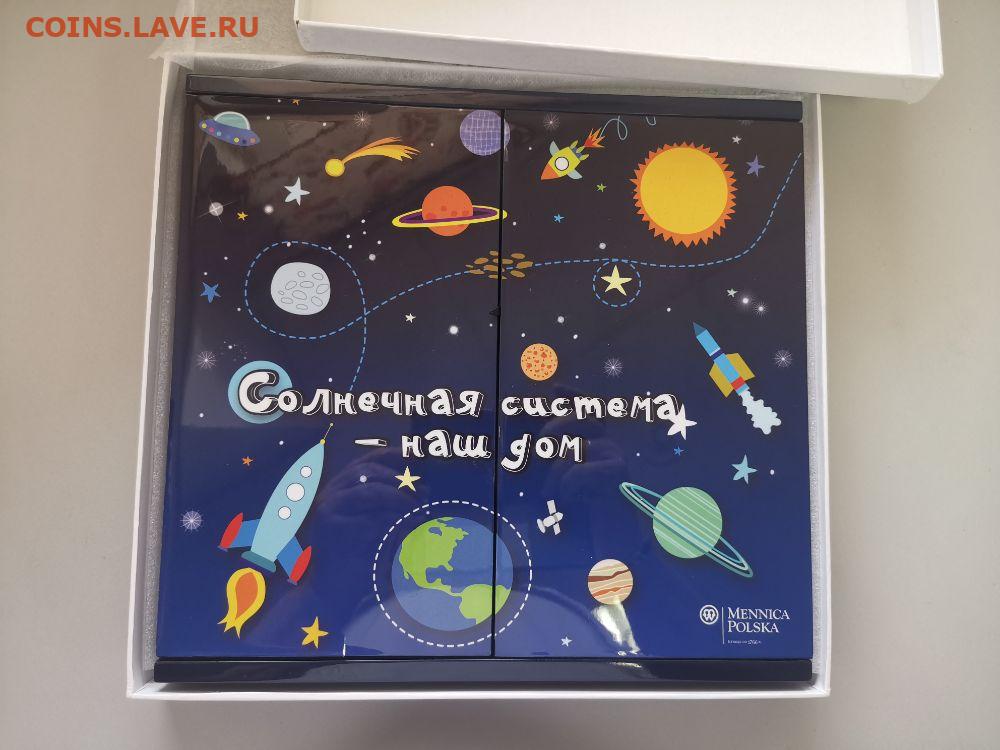 COINS.LAVE.RU
Солнечная система
– наш дом
MENNICA
POLSKA